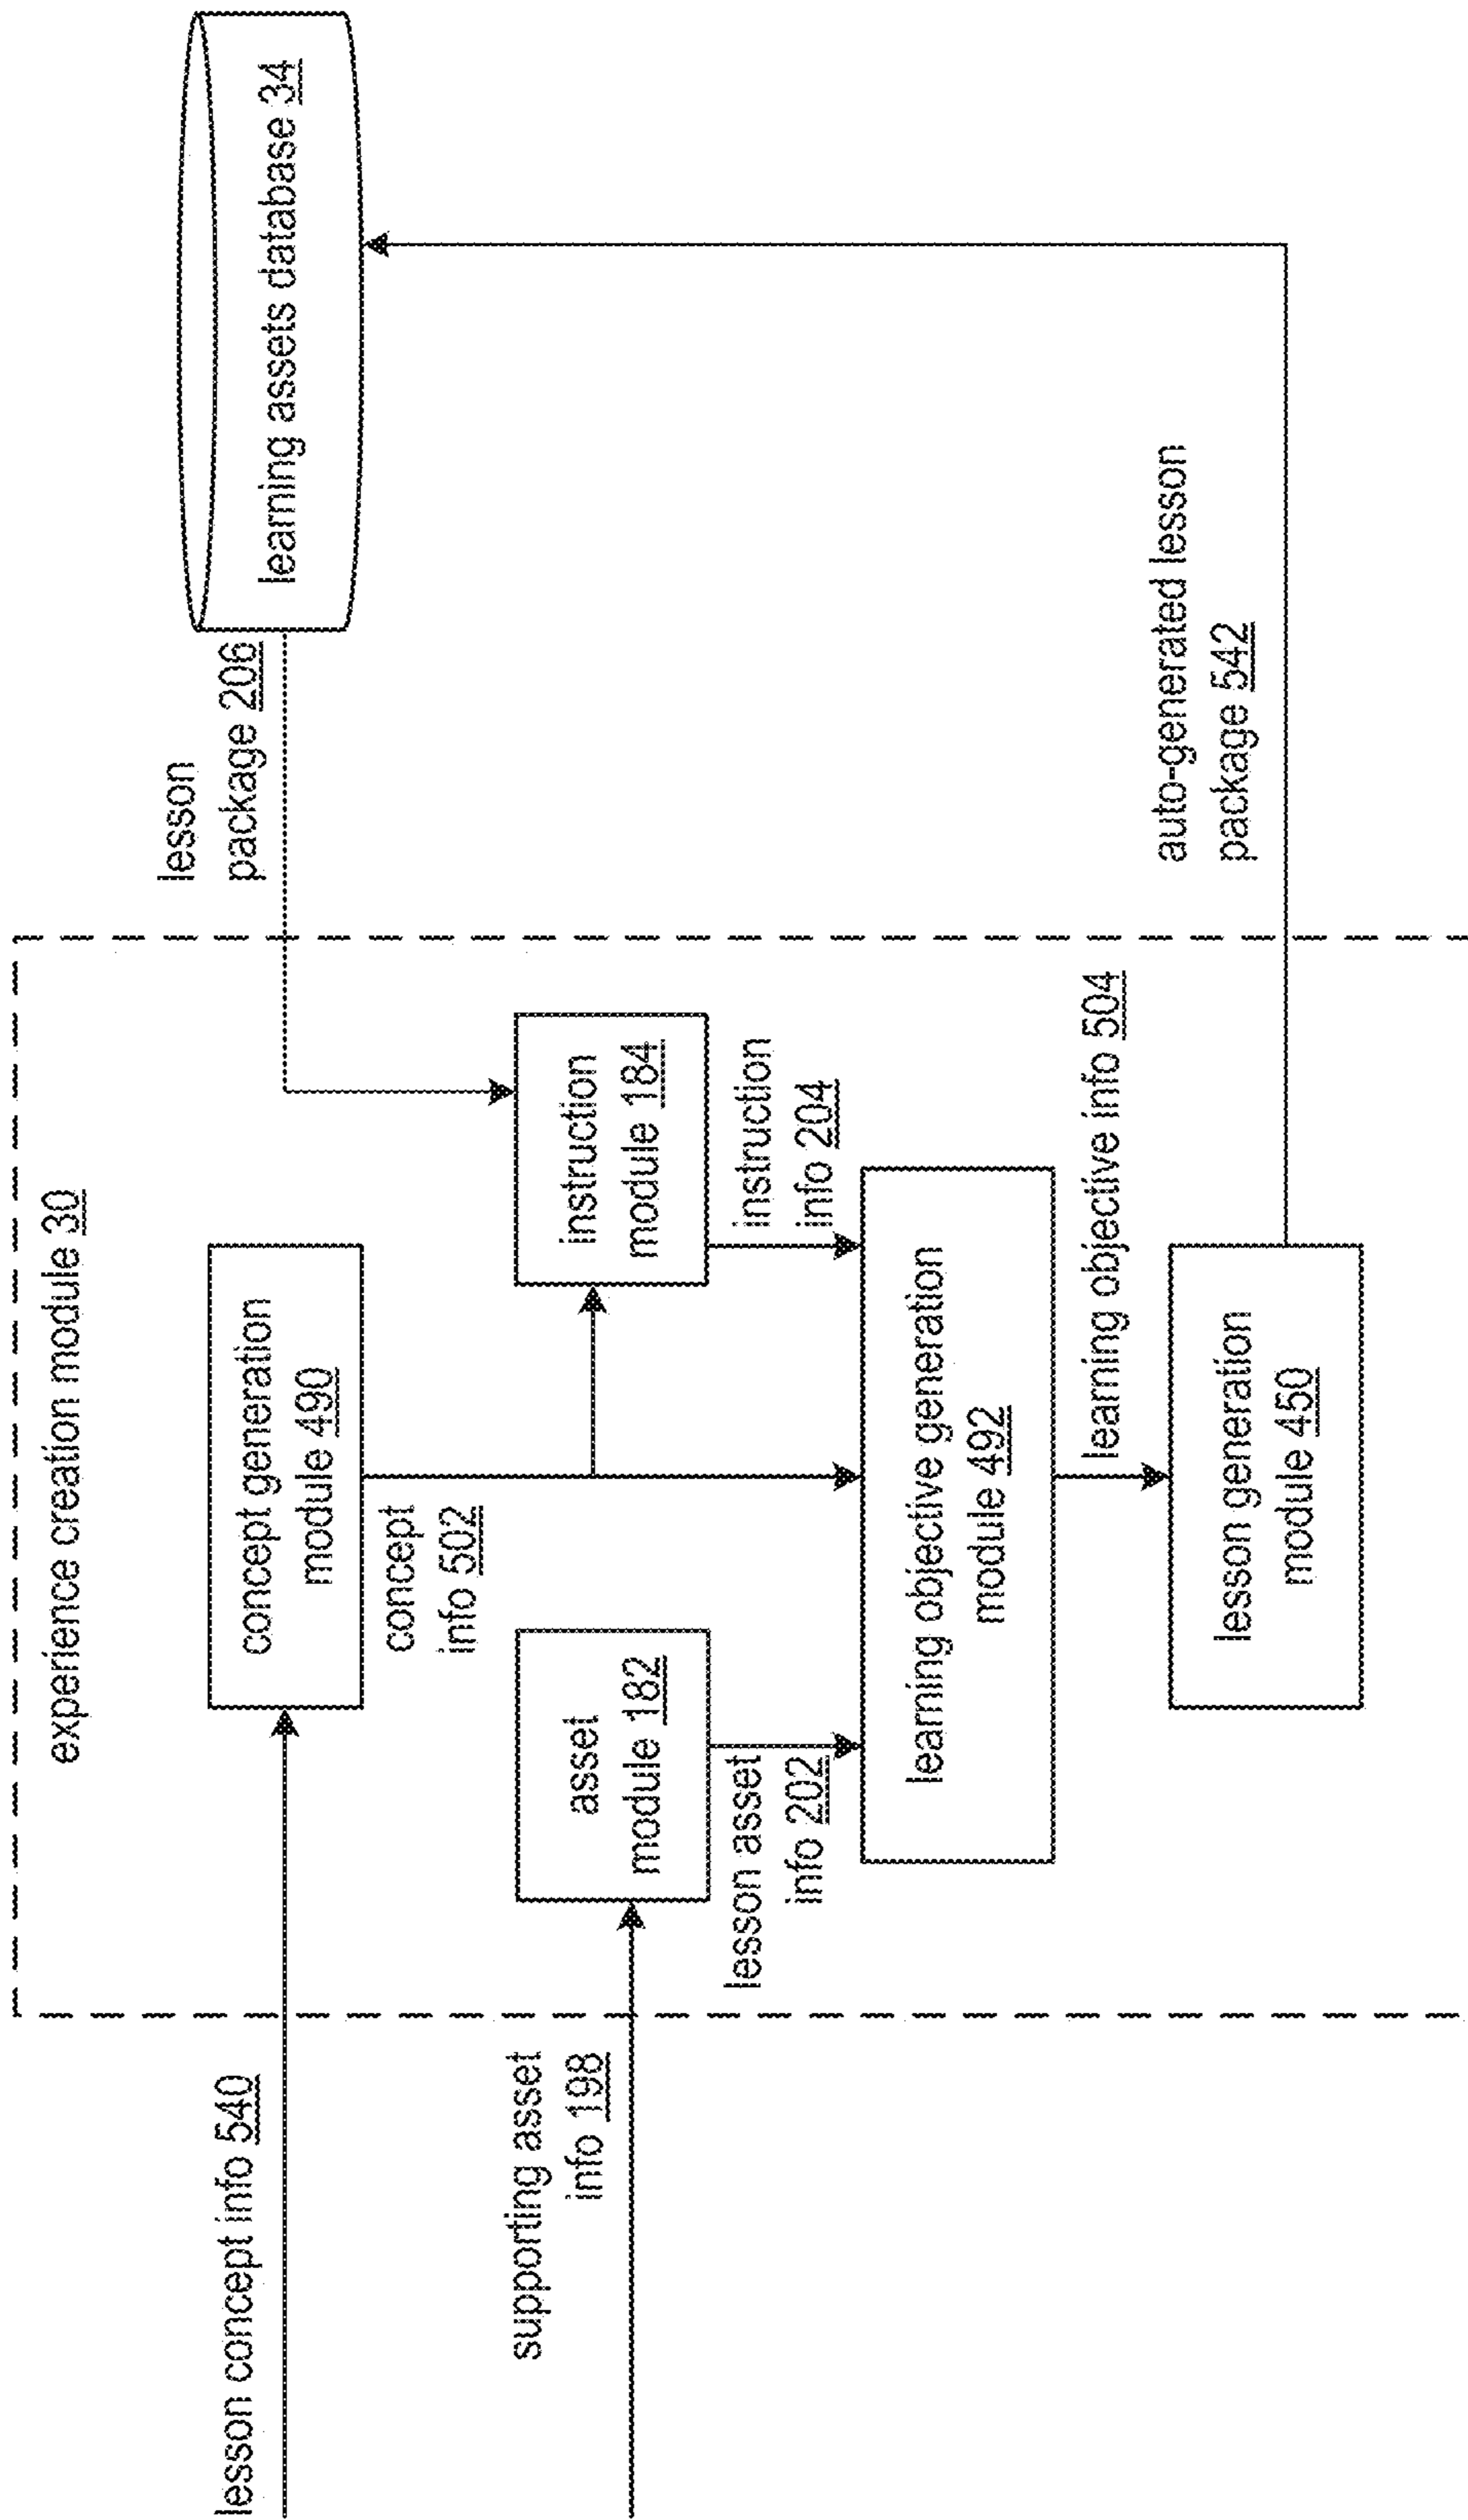 experience creation module 30
lesson concept info 540
concept generation
module 490
lesson
package 206
learning assets database 34
concept
info 502
supporting asset
info 198
asset
module 182
instruction
module 184
lesson asset
info 202
instruction
info 204
learning objective generation
module 492
learning objective info 504
auto-generated lesson
package 542
lesson generation
module 450